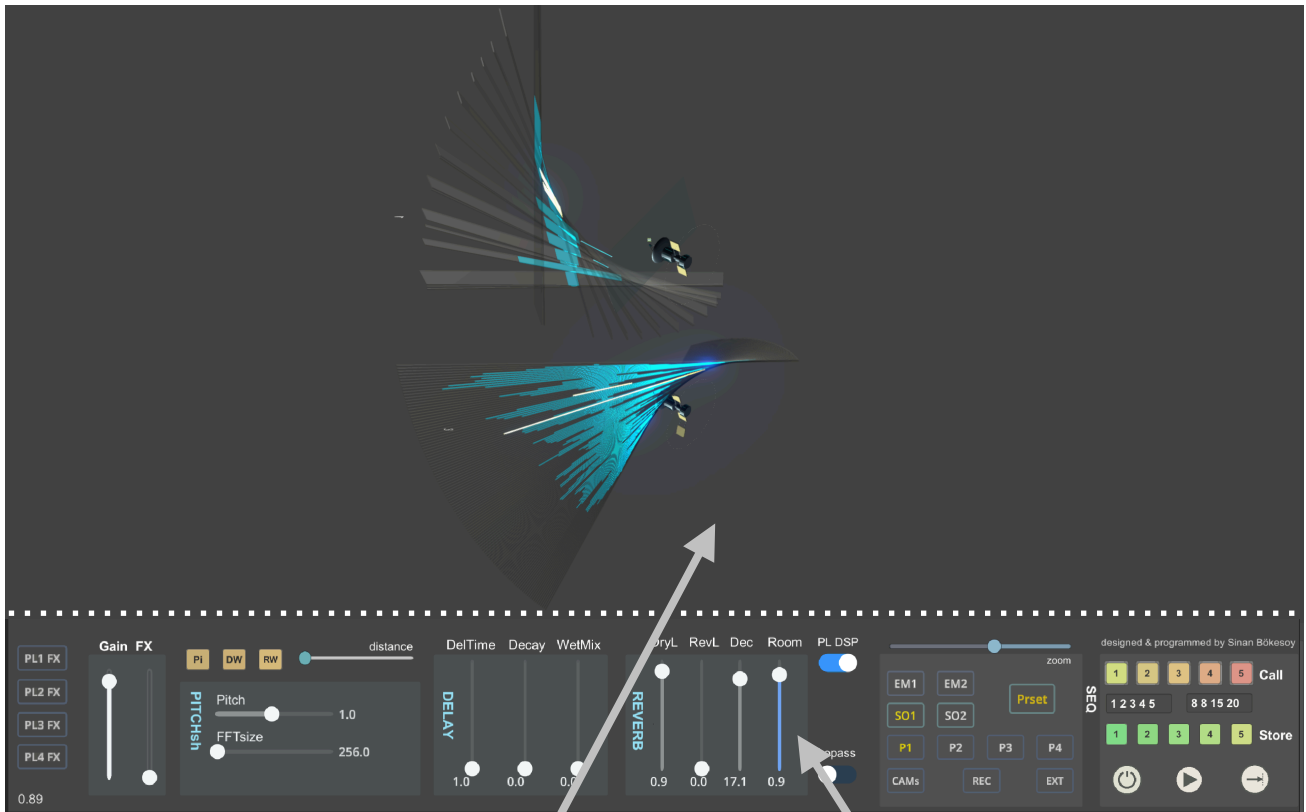 PL1 FX
PL2 FX
PL3 FX
PL4 FX
0.89
Gain FX
Pi DW RW
distance
PITCHsh
Pitch
1.0
FFTsize
256.0
DelTime Decay WetMix
DELAY
1.0 0.0
RevL Dec Room
REVERB
0.9 0.0 17.1 0.9
PL DSP
zoom
EM1 EM2
Prset
SO1 SO2
P1 P2 P3 P4
CAMs REC EXT
SEQ
designed & programmed by Sinan Bökesoy
1 2 3 4 5 Call
1 2 3 4 5 8 8 15 20
1 2 3 4 5 Store